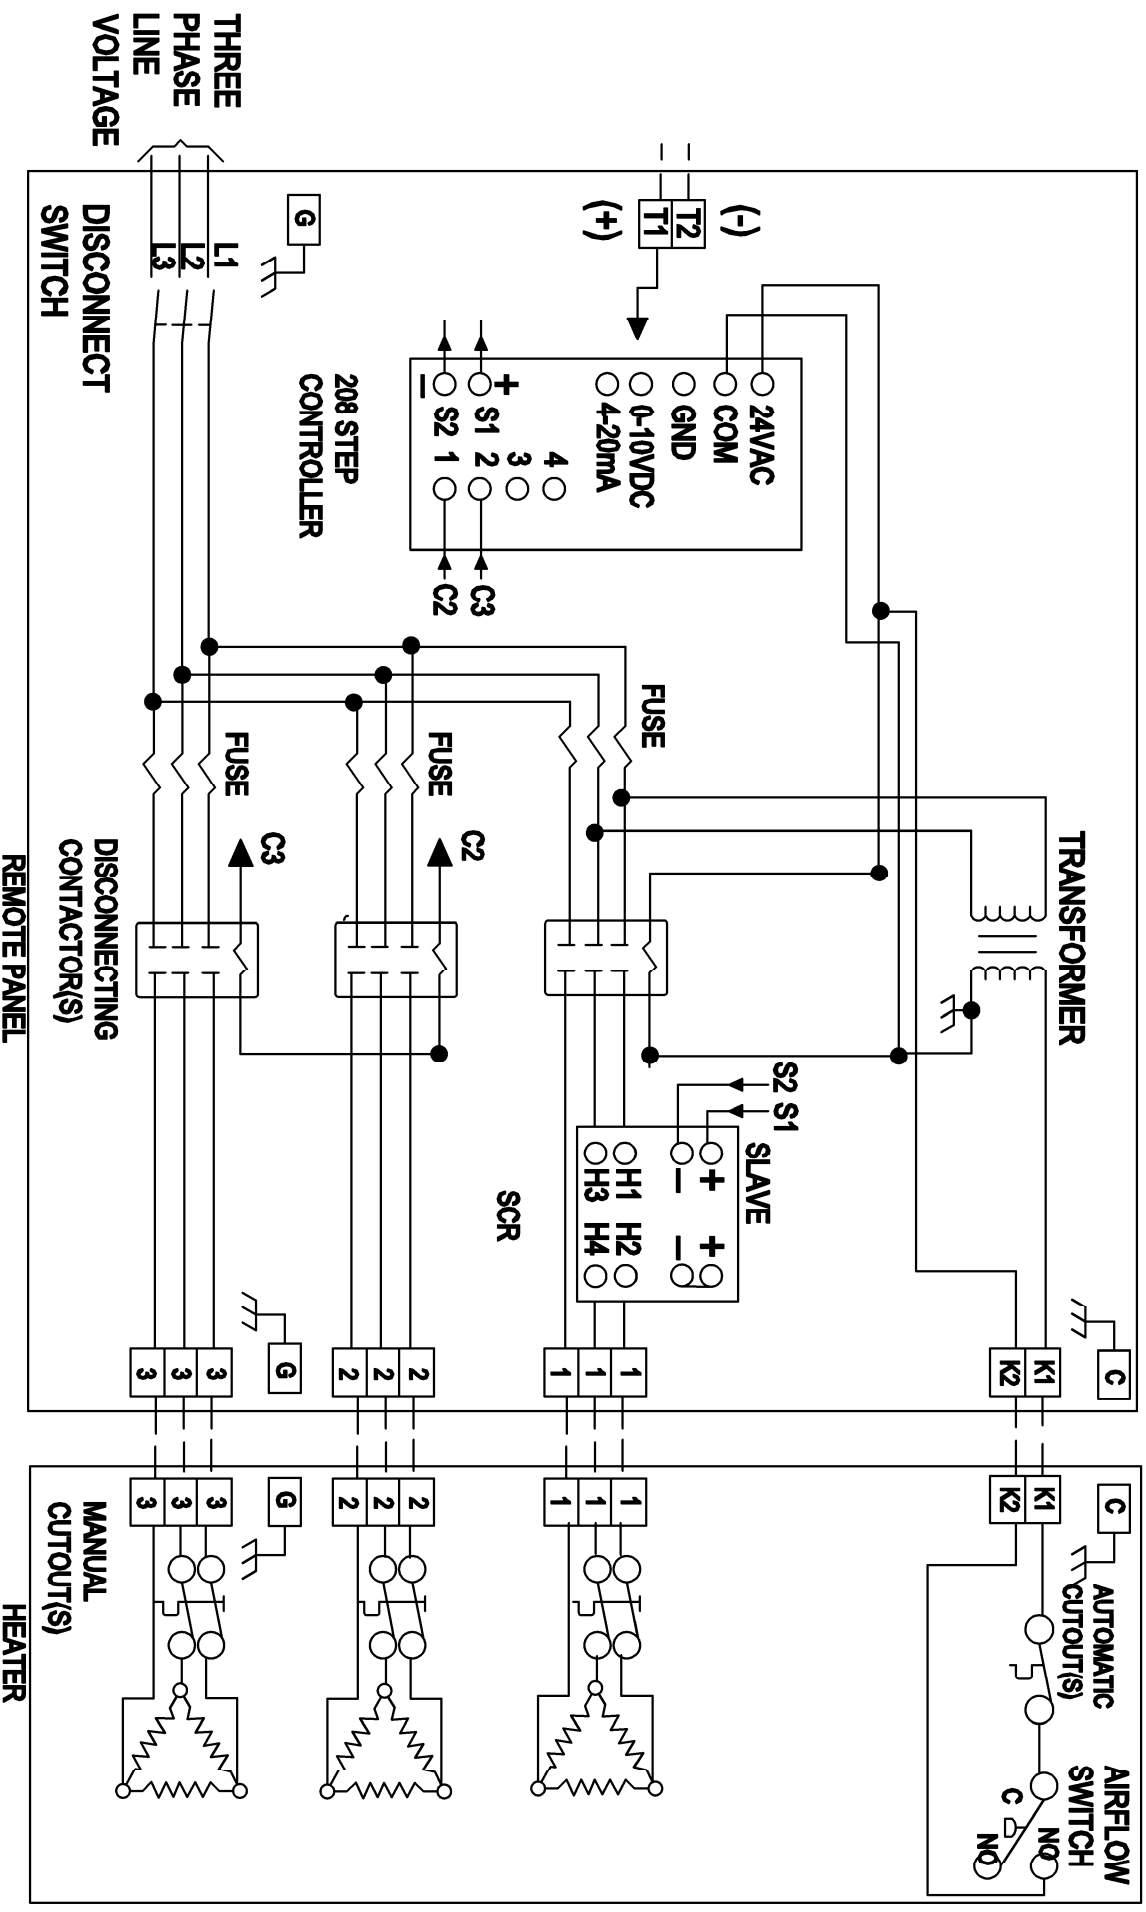 TRANSFORMER
C
K1
K2
C
K1
K2
AUTOMATIC
CUTOUT(S)
AIRFLOW
SWITCH
C
NO
NC
(-)
T2
T1
(+)
24VAC
COM
GND
0-10VDC
4-20mA
+
S1
–
S2
4
3
2
1
C3
C2
208 STEP
CONTROLLER
FUSE
S2
S1
SLAVE
+
–
+
–
H1
H2
H3
H4
SCR
1
1
1
1
1
1
FUSE
C2
2
2
2
2
2
2
G
THREE
PHASE
LINE
VOLTAGE
L1
L2
L3
DISCONNECT
SWITCH
FUSE
C3
DISCONNECTING
CONTACTOR(S)
G
G
3
3
3
3
3
3
MANUAL
CUTOUT(S)
REMOTE PANEL
HEATER